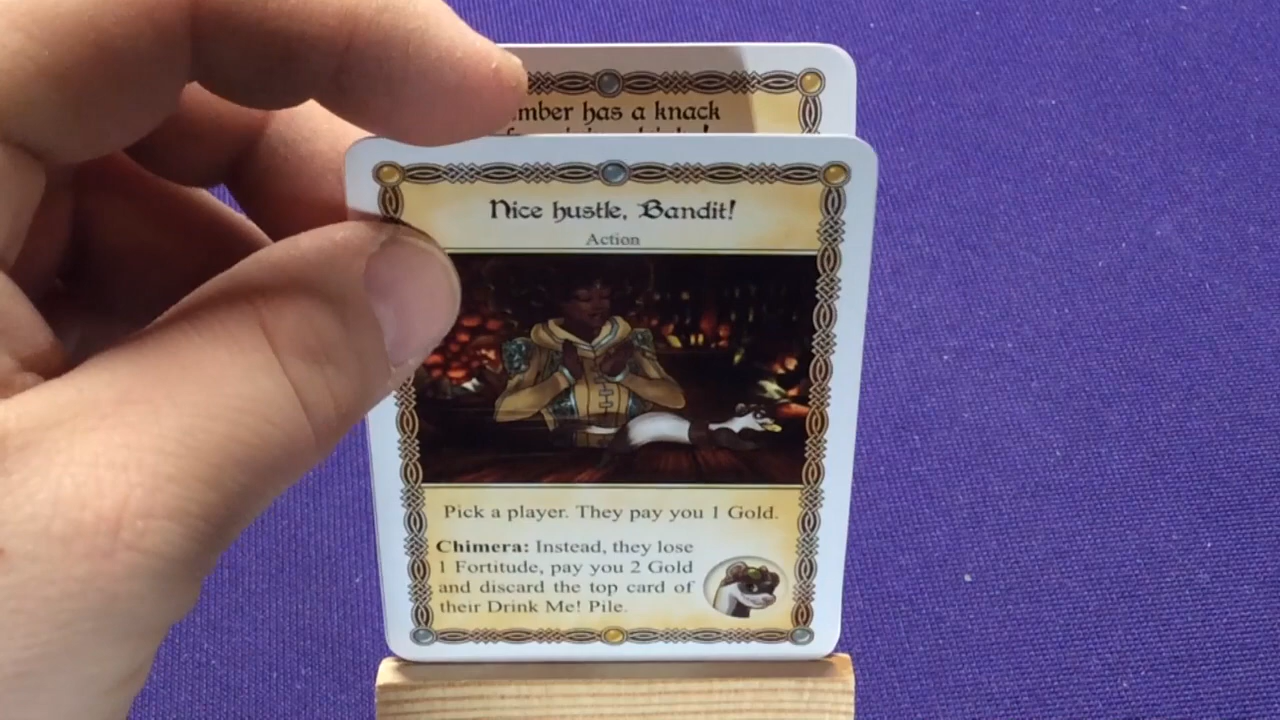 has a knack
Nice hustle, Bandit!
Action
Pick a player. They pay you 1 Gold.
Chimera: Instead, they lose
1 Fortitude, pay you 2 Gold
and discard the top card of
their Drink Me! Pile.